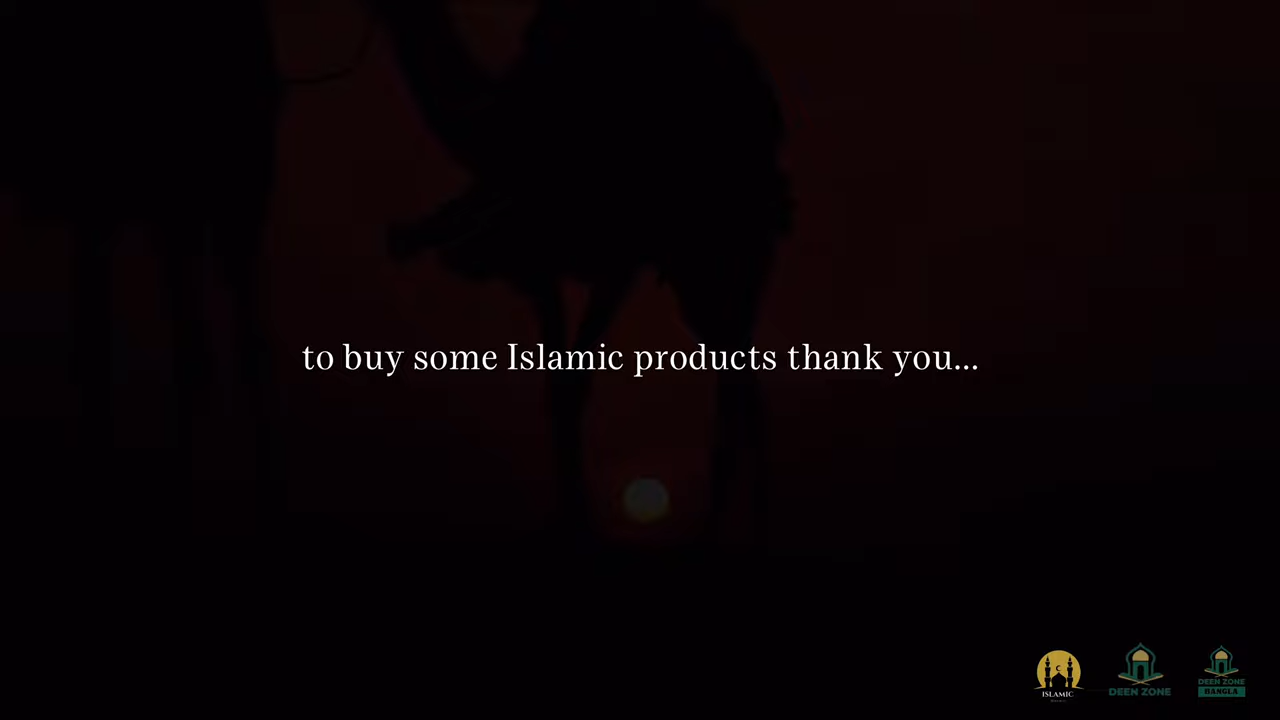 to buy some Islamic products thank you...
ISLAMIC
DEEN ZONE
DEEN ZONE
BANGLA